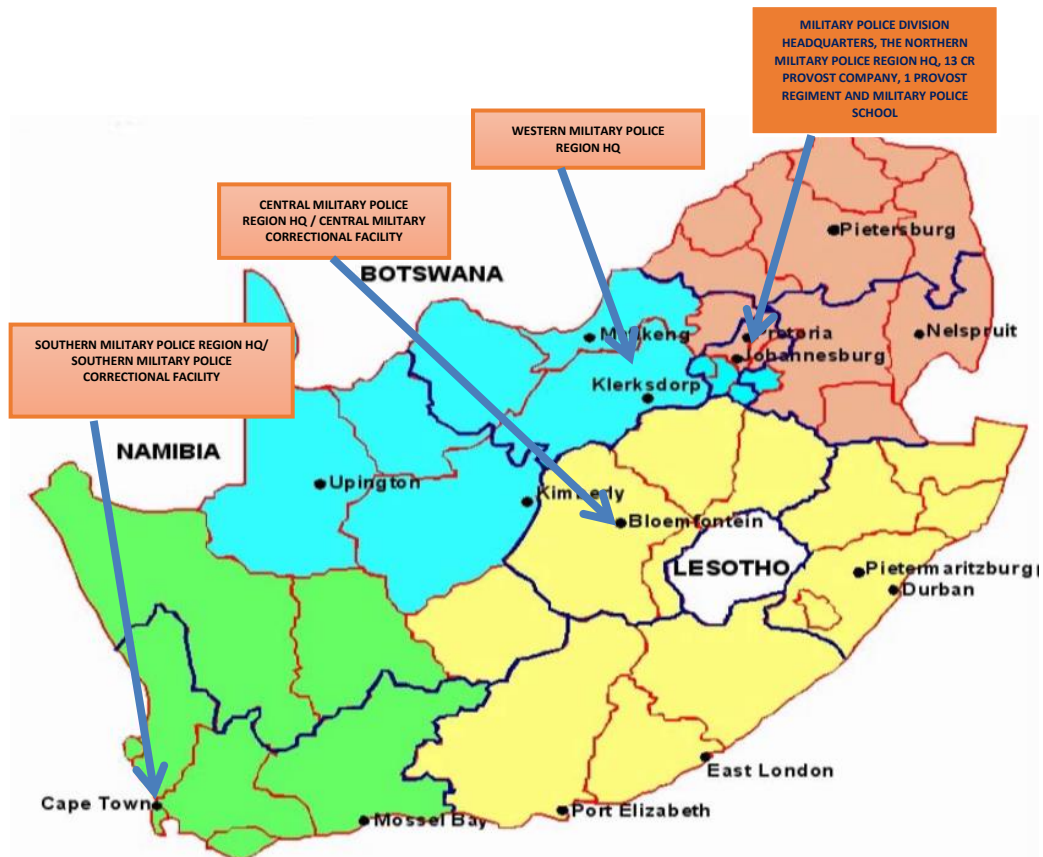 MILITARY POLICE DIVISION
HEADQUARTERS, THE NORTHERN
MILITARY POLICE REGION HQ, 13 CR
PROVOST COMPANY, 1 PROVOST
REGIMENT AND MILITARY POLICE
SCHOOL
WESTERN MILITARY POLICE
REGION HQ
CENTRAL MILITARY POLICE
REGION HQ / CENTRAL MILITARY
CORRECTIONAL FACILITY
SOUTHERN MILITARY POLICE REGION HQ/
SOUTHERN MILITARY POLICE
CORRECTIONAL FACILITY
BOTSWANA
NAMIBIA
LESOTHO
Pietersburg
Mafikeng
Pretoria
Nelspruit
Johannesburg
Klerksdorp
Upington
Kimberly
Bloemfontein
Pietermaritzburg
Durban
East London
Cape Town
Mossel Bay
Port Elizabeth